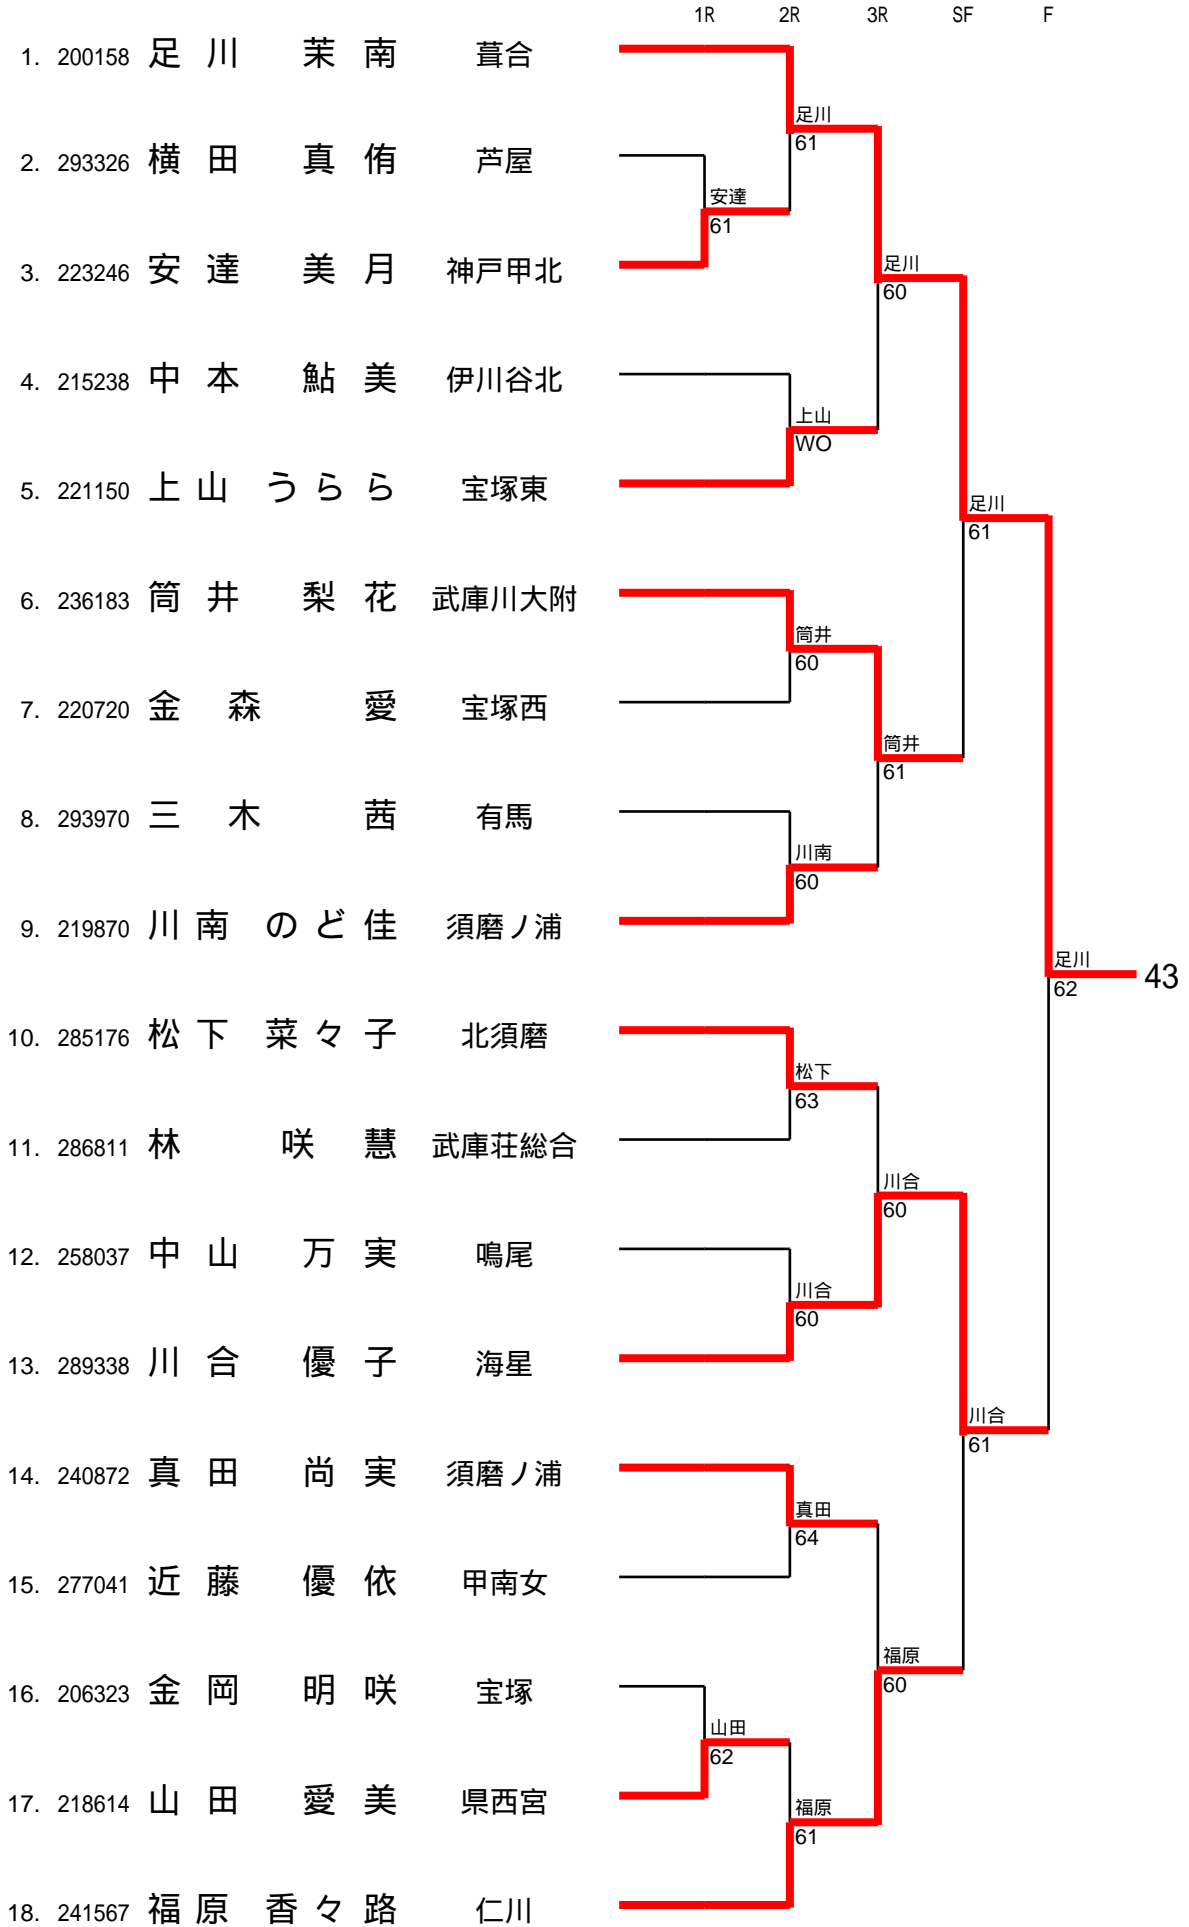 1R 2R 3R SF F
1. 200158 足川 茉南 葺合
足川
61
2. 293326 横田 真侑 芦屋
安達
61
3. 223246 安達 美月 神戸甲北
足川
60
4. 215238 中本 鮎美 伊川谷北
上山
WO
5. 221150 上山 うらら 宝塚東
足川
61
6. 236183 筒井 梨花 武庫川大附
筒井
60
7. 220720 金森 愛 宝塚西
筒井
61
8. 293970 三木 茜 有馬
川南
60
9. 219870 川南 のど佳 須磨ノ浦
足川
62
43
10. 285176 松下 菜々子 北須磨
松下
63
11. 286811 林 咲慧 武庫荘総合
川合
60
12. 258037 中山 万実 鳴尾
川合
60
13. 289338 川合 優子 海星
川合
61
14. 240872 真田 尚実 須磨ノ浦
真田
64
15. 277041 近藤 優依 甲南女
福原
60
16. 206323 金岡 明咲 宝塚
山田
62
17. 218614 山田 愛美 県西宮
福原
61
18. 241567 福原 香々路 仁川